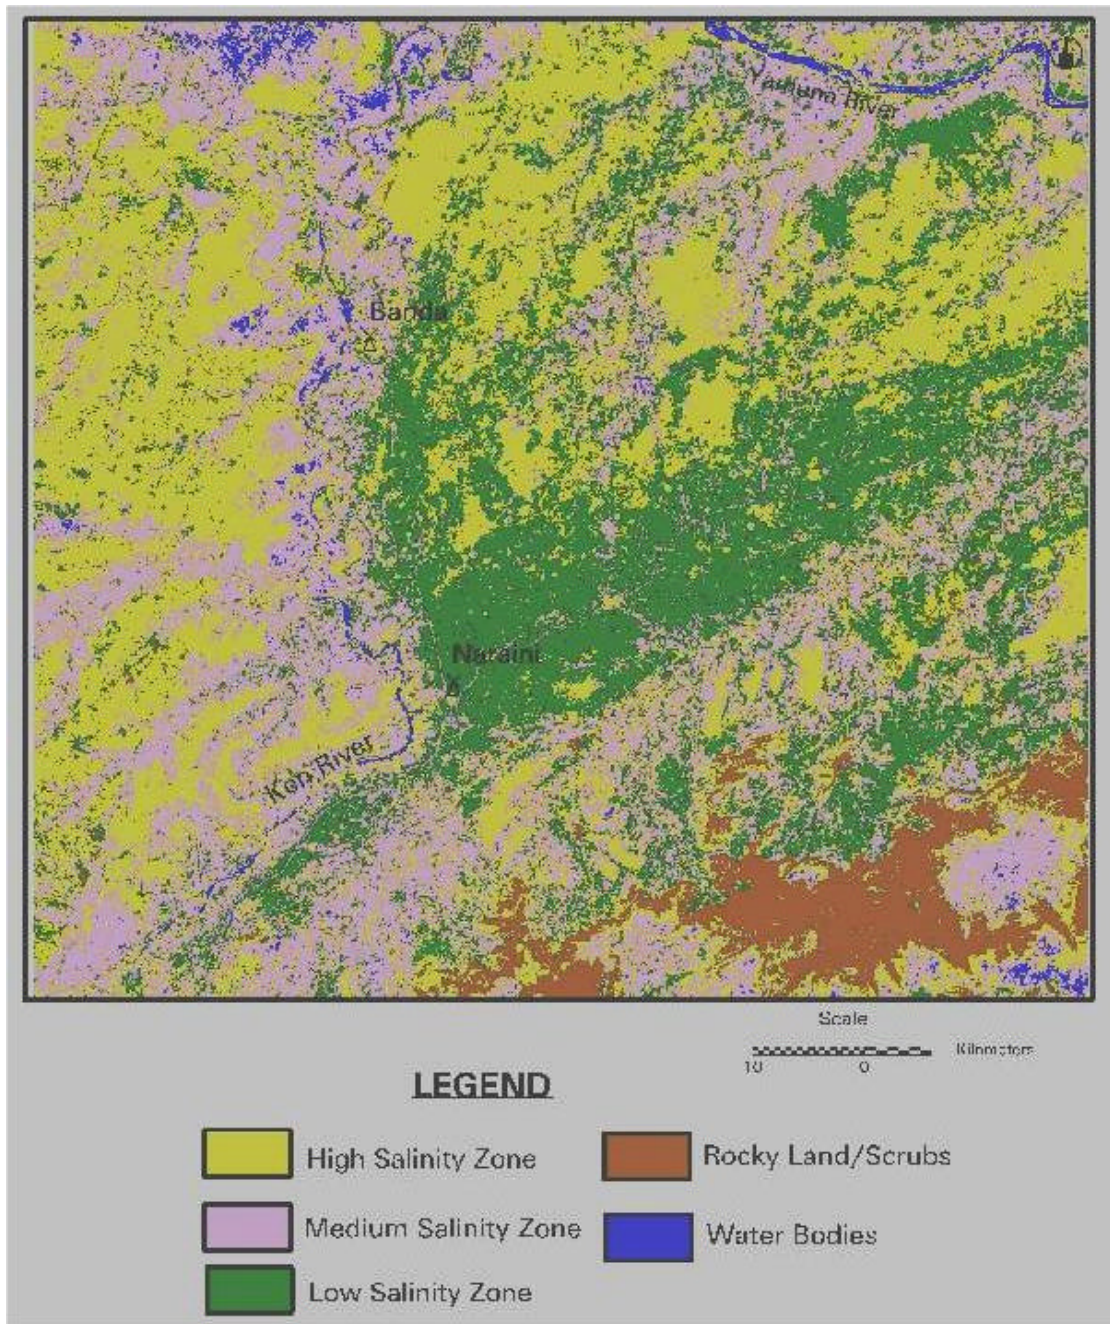 Yamuna River
Banda
Naraini
Ken River
Scale
Kilometers
10 0
LEGEND
High Salinity Zone
Rocky Land/Scrubs
Medium Salinity Zone
Water Bodies
Low Salinity Zone